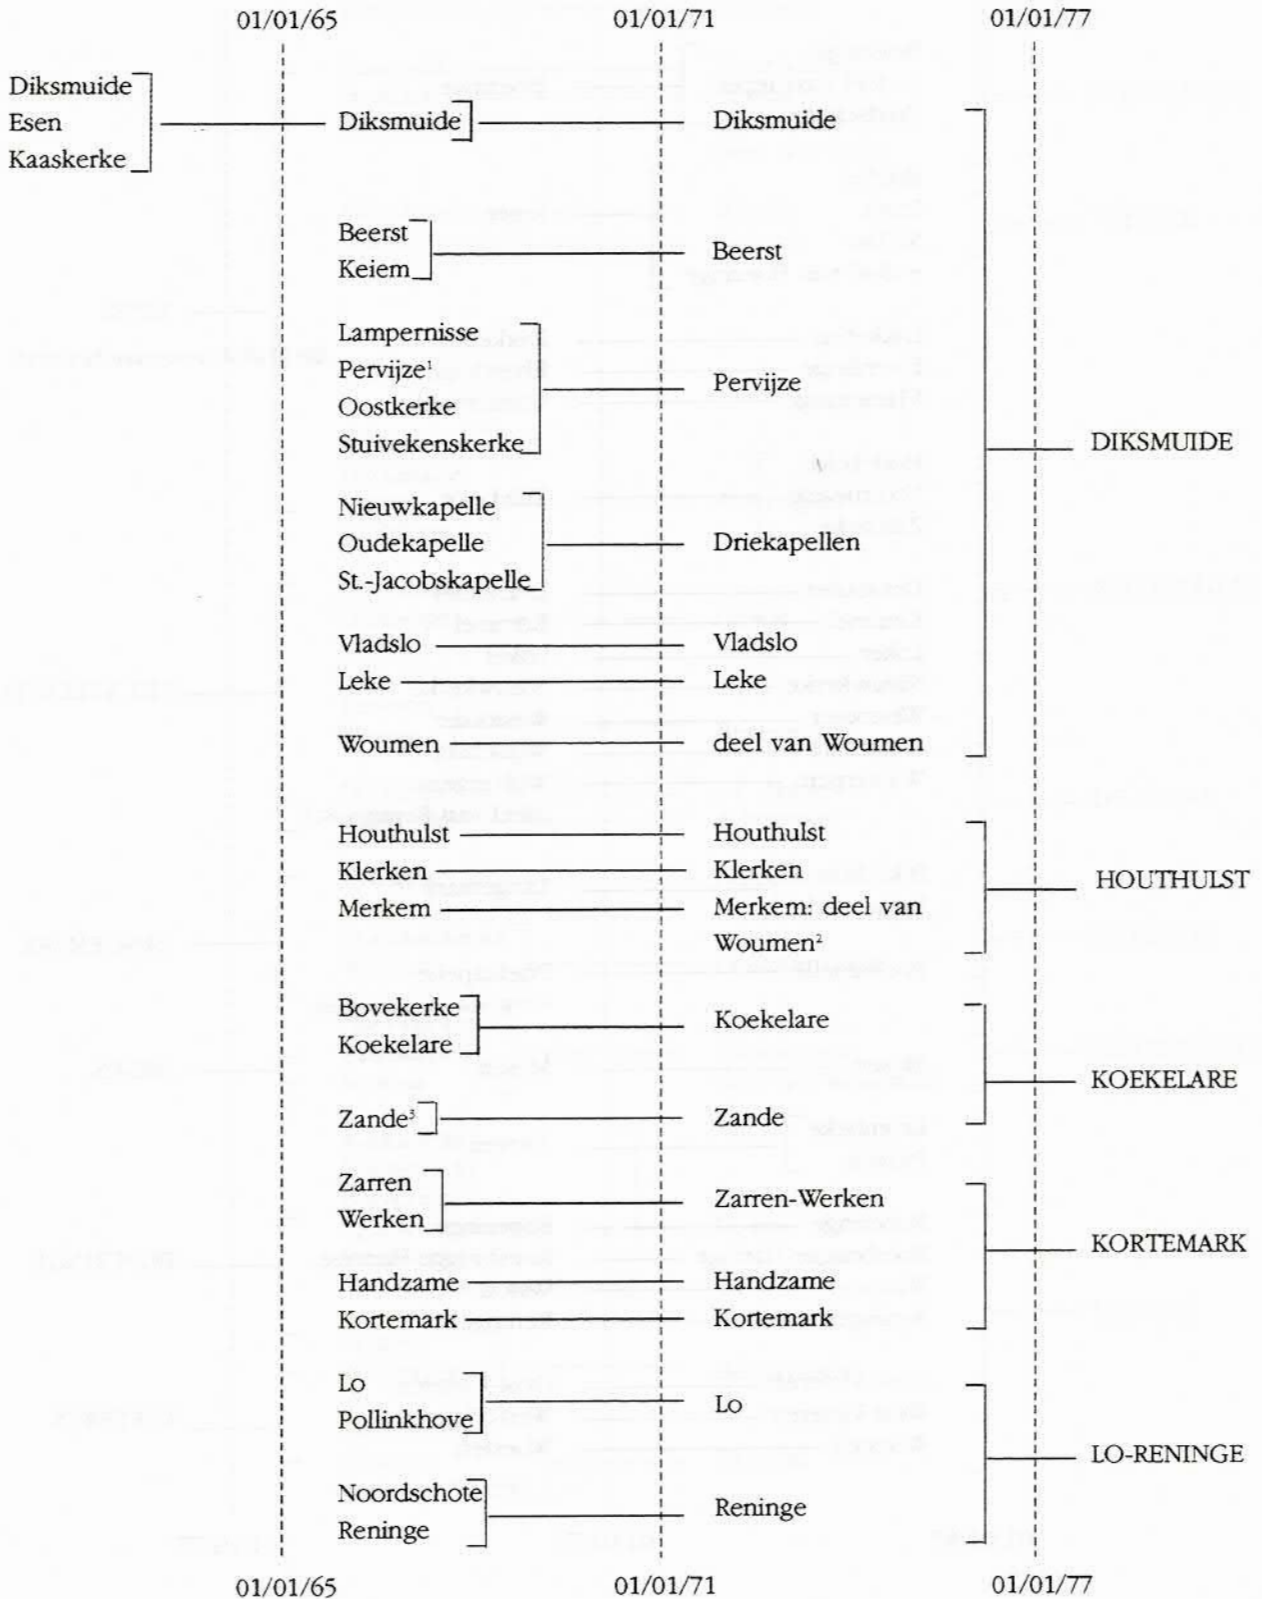 01/01/65 01/01/71 01/01/77
Diksmuide
Esen
Kaaskerke
Diksmuide Diksmuide
Beerst
Keiem
Beerst
Lampernisse
Pervijze¹
Oostkerke
Stuivekenskerke
Pervijze
Nieuwkapelle
Oudekapelle
St.-Jacobskapelle
Driekapellen
Vladslo Vladslo
Leke Leke
Woumen deel van Woumen
DIKSMUIDE
Houthulst Houthulst
Klerken Klerken
Merkem Merkem: deel van
Woumen²
HOUTHULST
Bovekerke
Koekelare
Koekelare
Zande³ Zande
KOEKELARE
Zarren
Werken
Zarren-Werken
Handzame Handzame
Kortemark Kortemark
KORTEMARK
Lo
Pollinkhove
Lo
Noordschote
Reninge
Reninge
LO-RENINGE
01/01/65 01/01/71 01/01/77